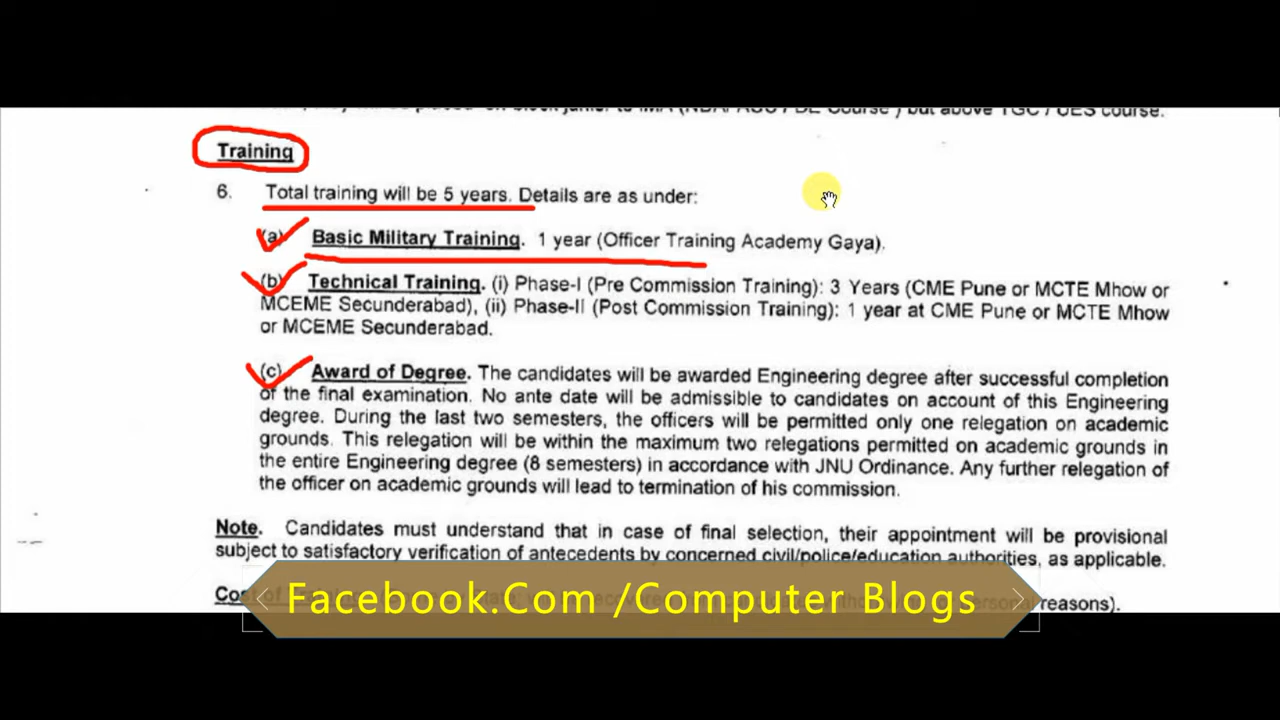 but above TGC / UES course.
Training
6. Total training will be 5 years. Details are as under:
(a) Basic Military Training. 1 year (Officer Training Academy Gaya).
(b) Technical Training. (i) Phase-I (Pre Commission Training): 3 Years (CME Pune or MCTE Mhow or
MCEME Secunderabad), (ii) Phase-II (Post Commission Training): 1 year at CME Pune or MCTE Mhow
or MCEME Secunderabad.
(c) Award of Degree. The candidates will be awarded Engineering degree after successful completion
of the final examination. No ante date will be admissible to candidates on account of this Engineering
degree. During the last two semesters, the officers will be permitted only one relegation on academic
grounds. This relegation will be within the maximum two relegations permitted on academic grounds in
the entire Engineering degree (8 semesters) in accordance with JNU Ordinance. Any further relegation of
the officer on academic grounds will lead to termination of his commission.
Note. Candidates must understand that in case of final selection, their appointment will be provisional
subject to satisfactory verification of antecedents by concerned civil/police/education authorities, as applicable.
Cost of reasons).
Facebook.Com /Computer Blogs